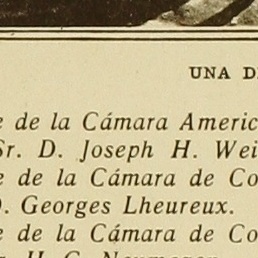 UNA D
de la Cámara Americ
Sr. D. Joseph H. Wei
de la Cámara de Co
D. Georges Lheureux.
de la Cámara de Co
H. G.